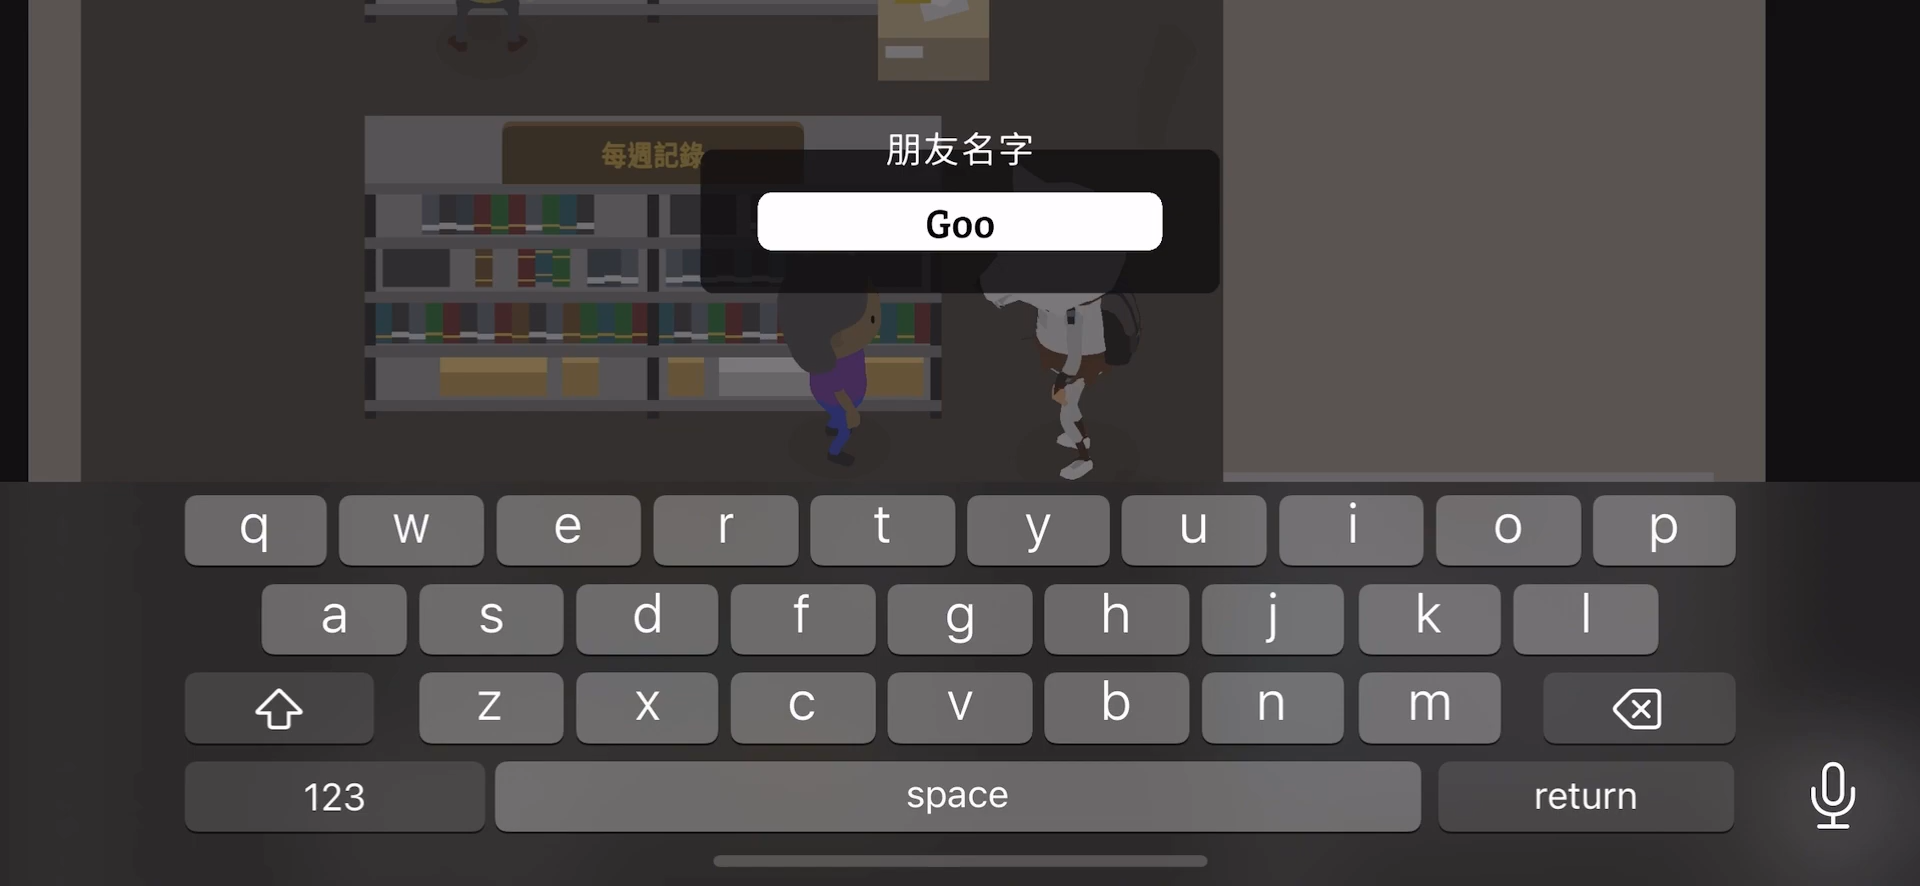 朋友名字
每週記錄
Goo
q w e r t y u i o p
a s d f g h j k l
z x c v b n m
123 space return